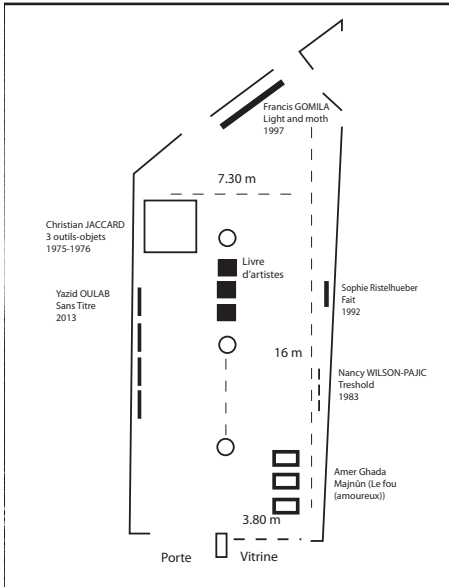 Francis GOMILA
Light and moth
1997
7.30 m
Christian JACCARD
3 outils-objets
1975-1976
Livre
d'artistes
Yazid OULAB
Sans Titre
2013
Sophie Ristelhueber
Fait
1992
16 m
Nancy WILSON-PAJIC
Treshold
1983
Amer Ghada
Majnûn (Le fou
(amoureux))
3.80 m
Porte
Vitrine